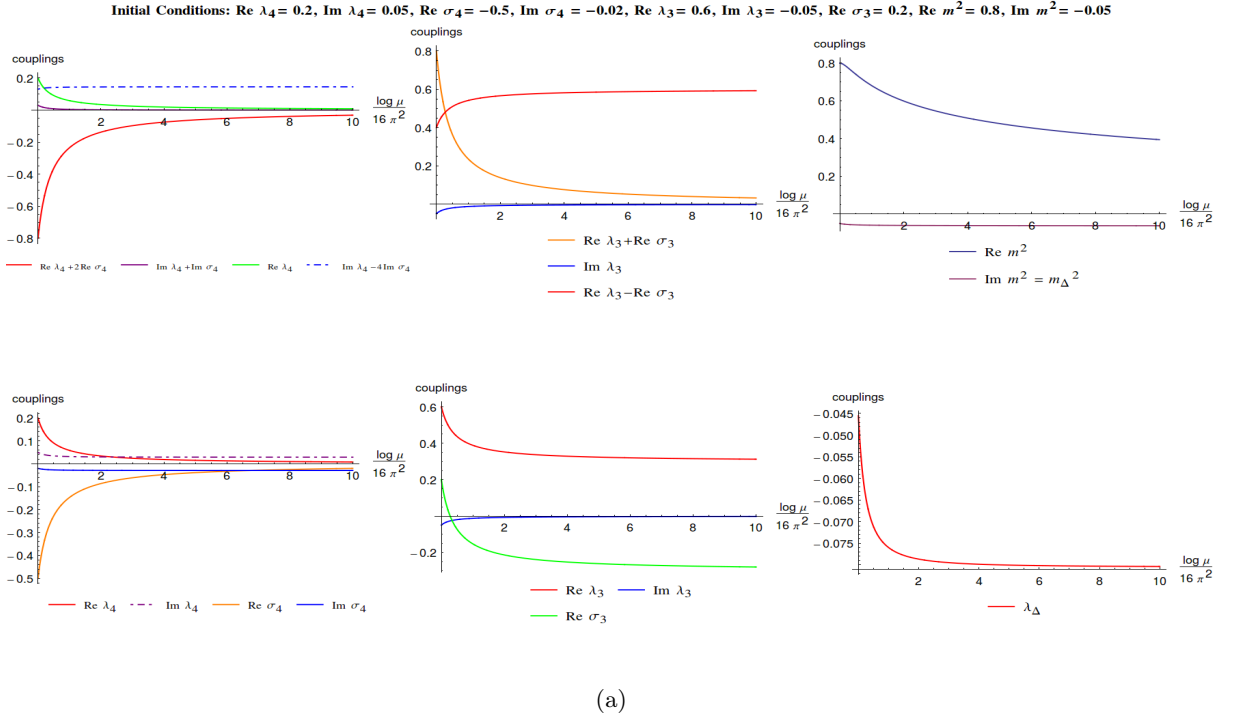 Initial Conditions: Re λ₄= 0.2, Im λ₄= 0.05, Re σ₄= −0.5, Im σ₄ = −0.02, Re λ₃= 0.6, Im λ₃= −0.05, Re σ₃= 0.2, Re m²= 0.8, Im m²= −0.05
couplings
0.2
−0.2
−0.4
−0.6
−0.8
2 4 6 8 10
log μ
16 π²
Re λ₄+2Re σ₄ Im λ₄+Im σ₄ Re λ₄ Im λ₄−4Im σ₄
couplings
0.8
0.6
0.4
0.2
2 4 6 8 10
log μ
16 π²
Re λ₃+Re σ₃
Im λ₃
Re λ₃−Re σ₃
couplings
0.8
0.6
0.4
0.2
2 4 6 8 10
log μ
16 π²
Re m²
Im m² = m_Δ²
couplings
0.2
0.1
−0.1
−0.2
−0.3
−0.4
−0.5
2 4 6 8 10
log μ
16 π²
Re λ₄ Im λ₄ Re σ₄ Im σ₄
couplings
0.6
0.4
0.2
−0.2
2 4 6 8 10
log μ
16 π²
Re λ₃ Im λ₃
Re σ₃
couplings
−0.045
−0.050
−0.055
−0.060
−0.065
−0.070
−0.075
2 4 6 8 10
log μ
16 π²
λ_Δ
(a)